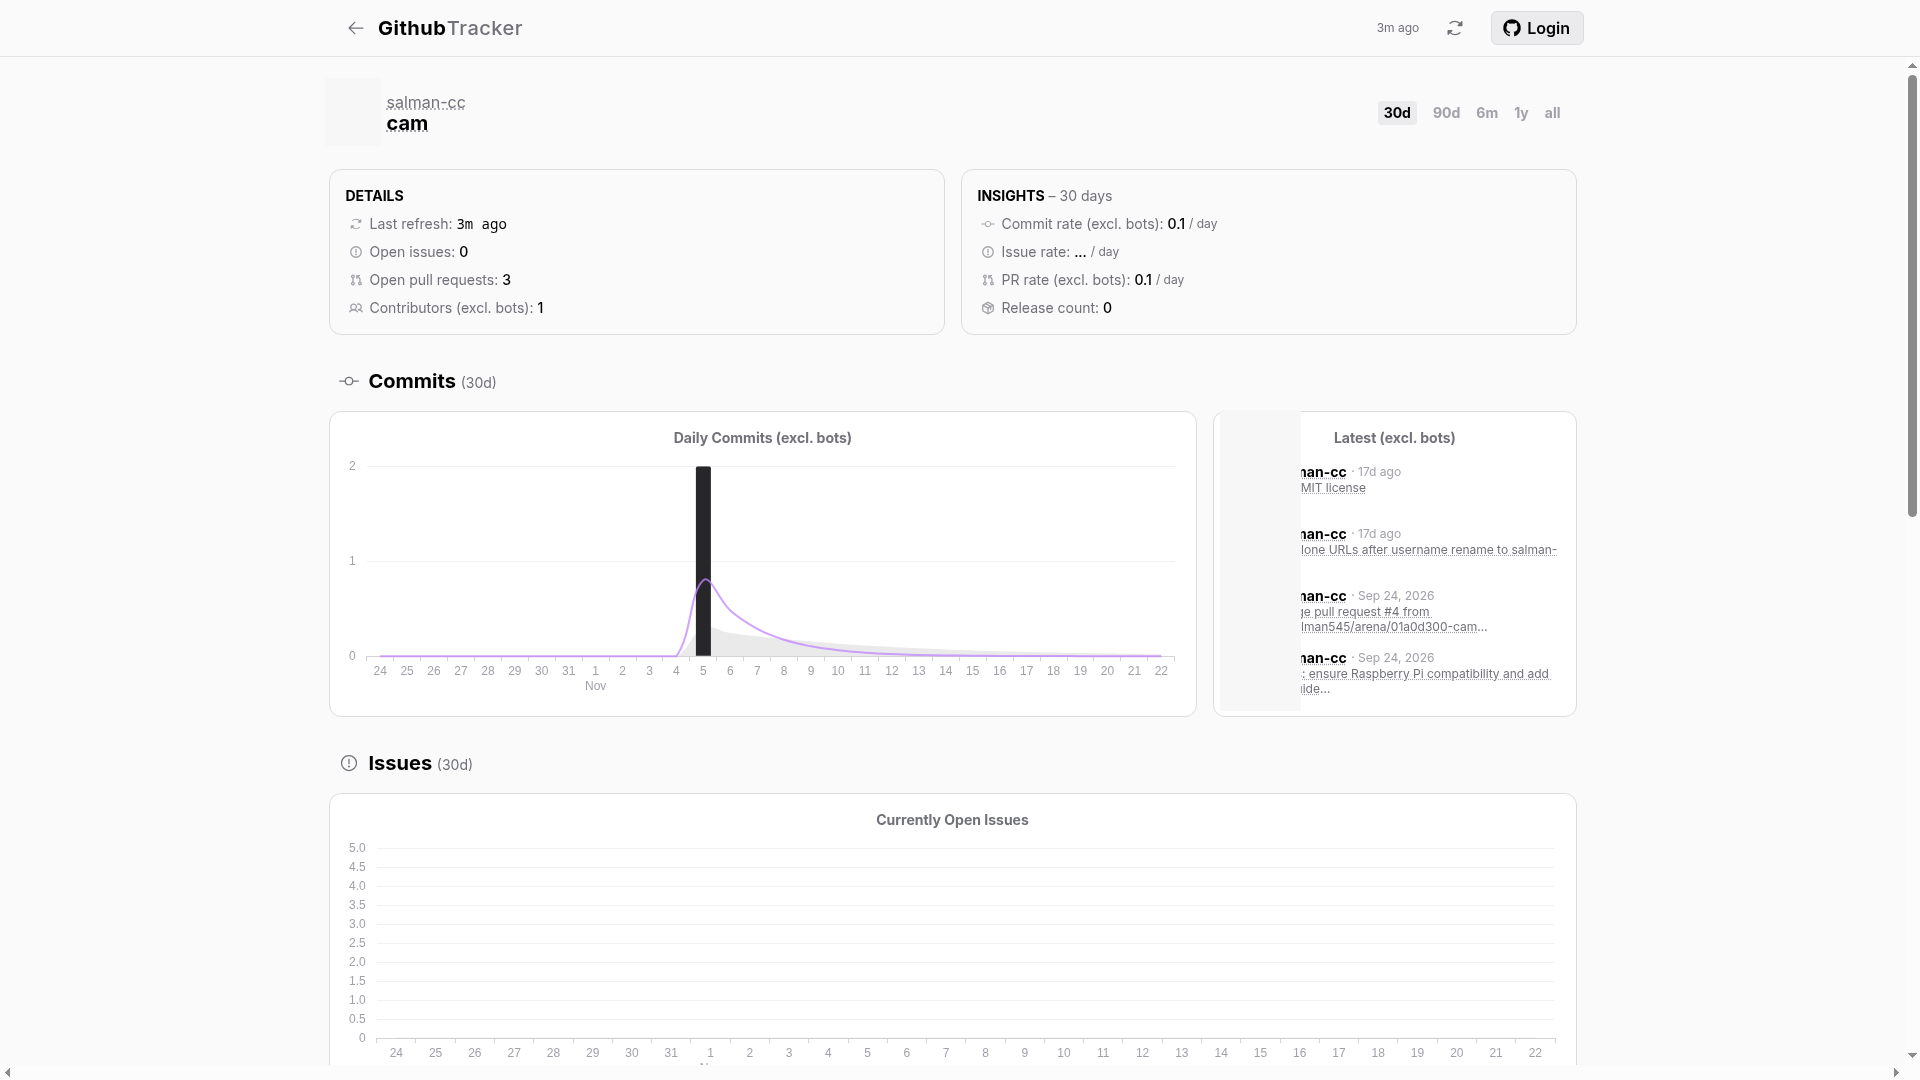 GithubTracker
3m ago
Login
salman-cc
cam
30d 90d 6m 1y all
DETAILS
Last refresh: 3m ago
Open issues: 0
Open pull requests: 3
Contributors (excl. bots): 1
INSIGHTS – 30 days
Commit rate (excl. bots): 0.1 / day
Issue rate: ... / day
PR rate (excl. bots): 0.1 / day
Release count: 0
Commits (30d)
Daily Commits (excl. bots)
2
1
0
24 25 26 27 28 29 30 31 1 2 3 4 5 6 7 8 9 10 11 12 13 14 15 16 17 18 19 20 21 22
Nov
Latest (excl. bots)
man-cc · 17d ago
MIT license
man-cc · 17d ago
lone URLs after username rename to salman-
man-cc · Sep 24, 2026
ge pull request #4 from
lman545/arena/01a0d300-cam...
man-cc · Sep 24, 2026
: ensure Raspberry Pi compatibility and add
ide...
Issues (30d)
Currently Open Issues
5.0
4.5
4.0
3.5
3.0
2.5
2.0
1.5
1.0
0.5
0
24 25 26 27 28 29 30 31 1 2 3 4 5 6 7 8 9 10 11 12 13 14 15 16 17 18 19 20 21 22